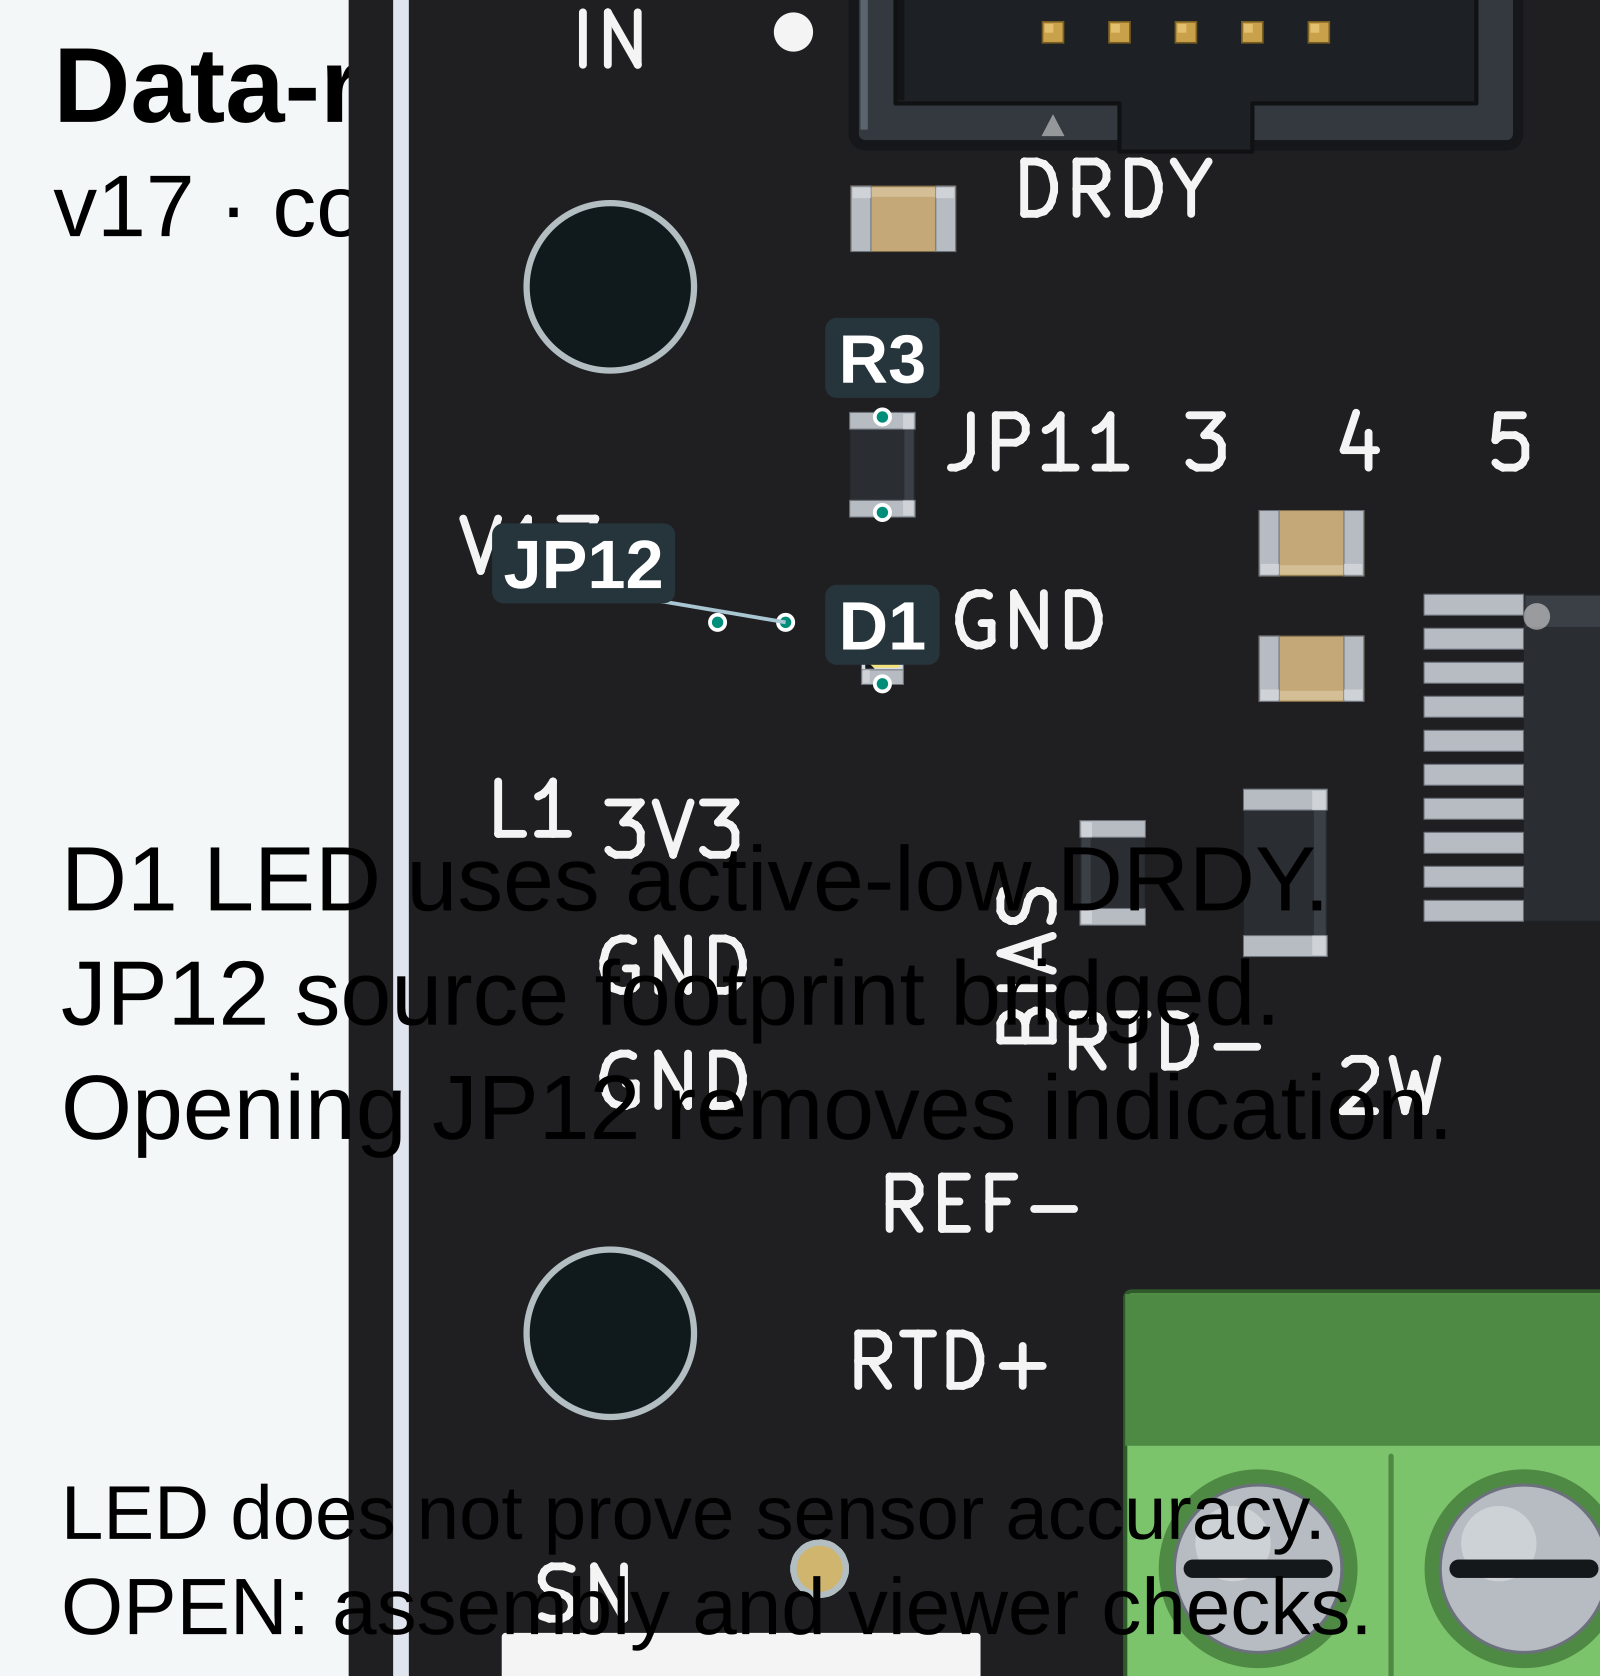 IN
Data-r
v17 · co
DRDY
R3
JP11 3 4 5
JP12
D1 GND
L1 3V3
D1 LED uses active-low DRDY.
GND
BIAS
JP12 source footprint bridged.
RTD-
GND
2W
Opening JP12 removes indication.
REF-
RTD+
LED does not prove sensor accuracy.
SN
OPEN: assembly and viewer checks.